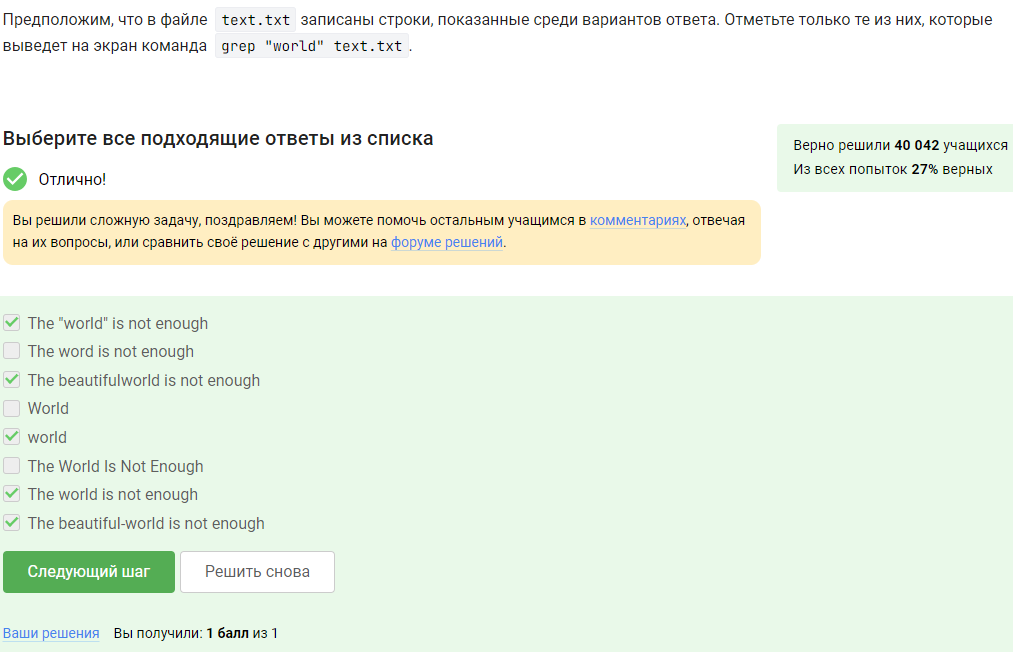 Предположим, что в файле text.txt записаны строки, показанные среди вариантов ответа. Отметьте только те из них, которые
выведет на экран команда grep "world" text.txt.
Выберите все подходящие ответы из списка
Верно решили 40 042 учащихся
Из всех попыток 27% верных
Отлично!
Вы решили сложную задачу, поздравляем! Вы можете помочь остальным учащимся в комментариях, отвечая
на их вопросы, или сравнить своё решение с другими на форуме решений.
The "world" is not enough
The word is not enough
The beautifulworld is not enough
World
world
The World Is Not Enough
The world is not enough
The beautiful-world is not enough
Следующий шаг
Решить снова
Ваши решения Вы получили: 1 балл из 1